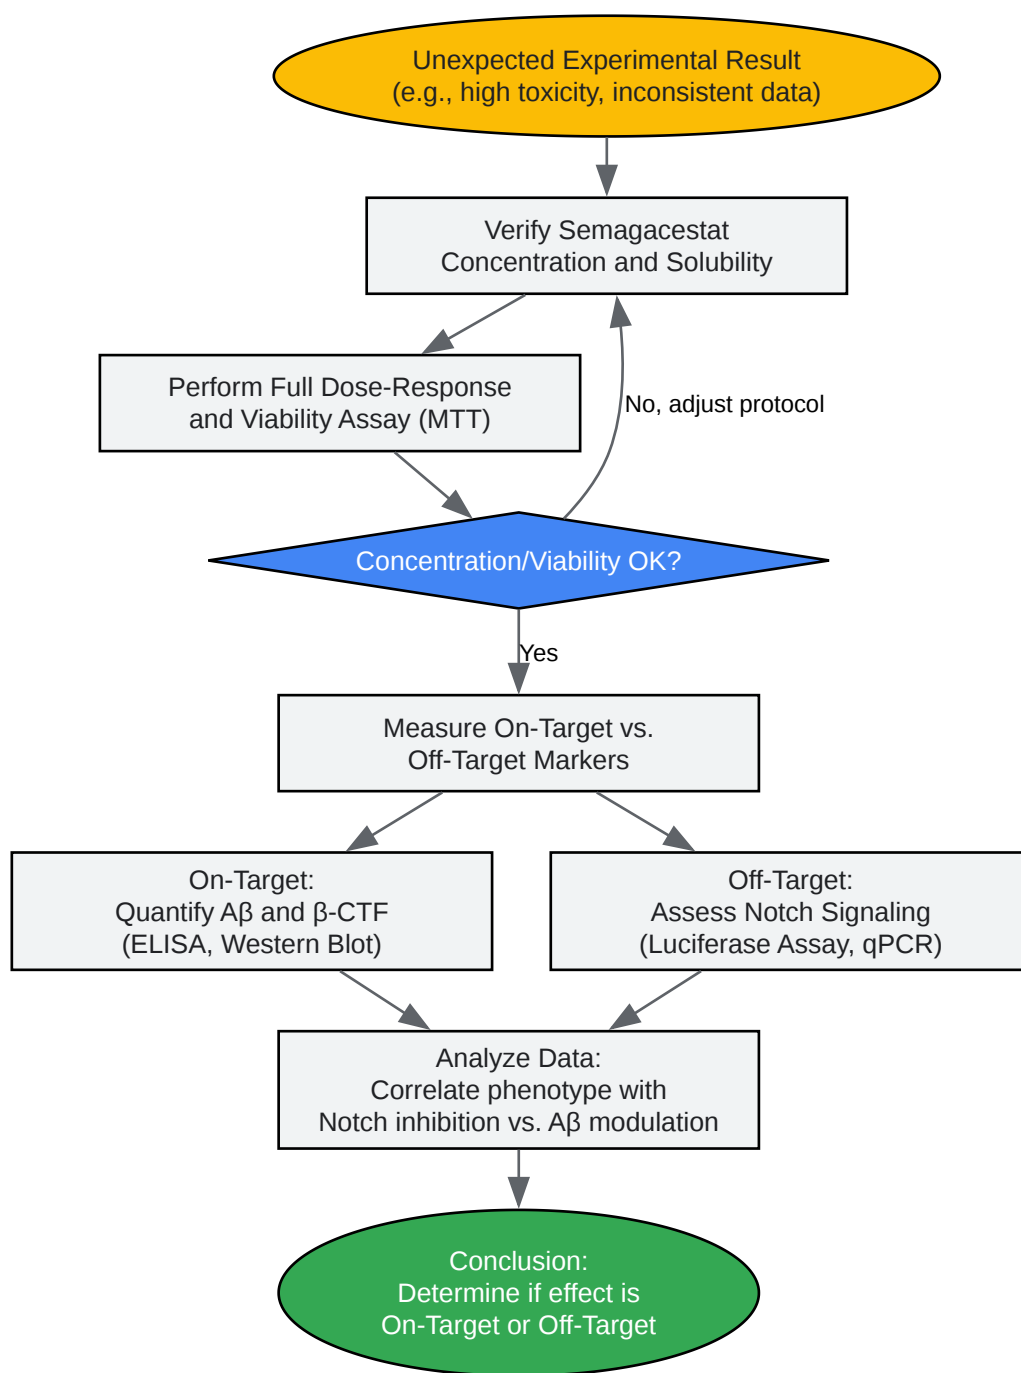 Unexpected Experimental Result
(e.g., high toxicity, inconsistent data)
Verify Semagacestat
Concentration and Solubility
Perform Full Dose-Response
and Viability Assay (MTT)
No, adjust protocol
Concentration/Viability OK?
Yes
Measure On-Target vs.
Off-Target Markers
On-Target:
Quantify Aβ and β-CTF
(ELISA, Western Blot)
Off-Target:
Assess Notch Signaling
(Luciferase Assay, qPCR)
Analyze Data:
Correlate phenotype with
Notch inhibition vs. Aβ modulation
Conclusion:
Determine if effect is
On-Target or Off-Target